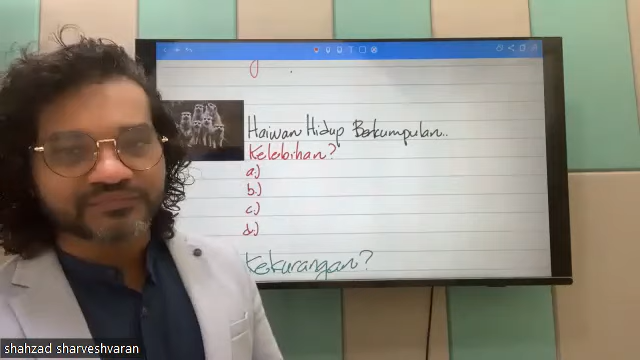 Haiwan Hidup Berkumpulan..
Kelebihan?
a.)
b.)
c.)
d.)
Kekurangan?
shahzad sharveshvaran